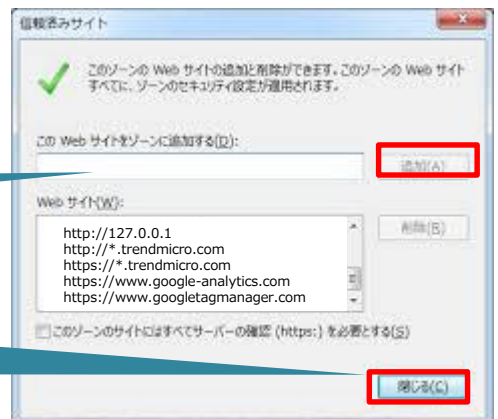 信頼済みサイト
このゾーンの Web サイトの追加と削除ができます。このゾーンの Web サイト
すべてに、ゾーンのセキュリティ設定が適用されます。
この Web サイトをゾーンに追加する(D):
追加(A)
Web サイト(W):
http://127.0.0.1
http://*.trendmicro.com
https://*.trendmicro.com
https://www.google-analytics.com
https://www.googletagmanager.com
削除(R)
このゾーンのサイトにはすべてサーバーの確認 (https:) を必要とする(S)
閉じる(C)